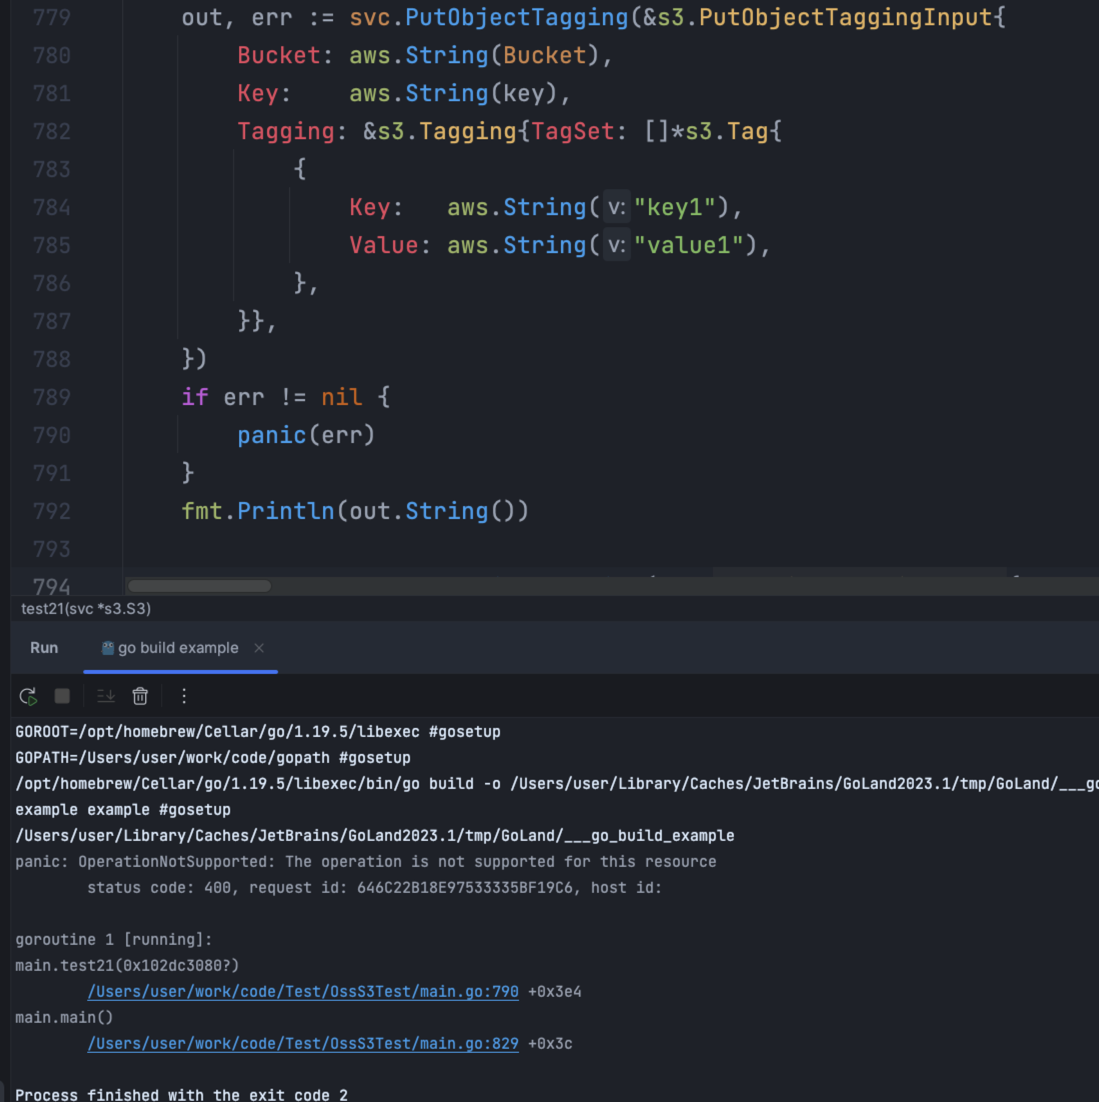 779 out, err := svc.PutObjectTagging(&s3.PutObjectTaggingInput{
780 Bucket: aws.String(Bucket),
781 Key: aws.String(key),
782 Tagging: &s3.Tagging{TagSet: []*s3.Tag{
783 {
784 Key: aws.String( v: "key1"),
785 Value: aws.String( v: "value1"),
786 },
787 }},
788 })
789 if err != nil {
790 panic(err)
791 }
792 fmt.Println(out.String())
793
794
test21(svc *s3.S3)
Run go build example ×
GOROOT=/opt/homebrew/Cellar/go/1.19.5/libexec #gosetup
GOPATH=/Users/user/work/code/gopath #gosetup
/opt/homebrew/Cellar/go/1.19.5/libexec/bin/go build -o /Users/user/Library/Caches/JetBrains/GoLand2023.1/tmp/GoLand/___go
example example #gosetup
/Users/user/Library/Caches/JetBrains/GoLand2023.1/tmp/GoLand/___go_build_example
panic: OperationNotSupported: The operation is not supported for this resource
status code: 400, request id: 646C22B18E97533335BF19C6, host id:
goroutine 1 [running]:
main.test21(0x102dc3080?)
/Users/user/work/code/Test/OssS3Test/main.go:790 +0x3e4
main.main()
/Users/user/work/code/Test/OssS3Test/main.go:829 +0x3c
Process finished with the exit code 2